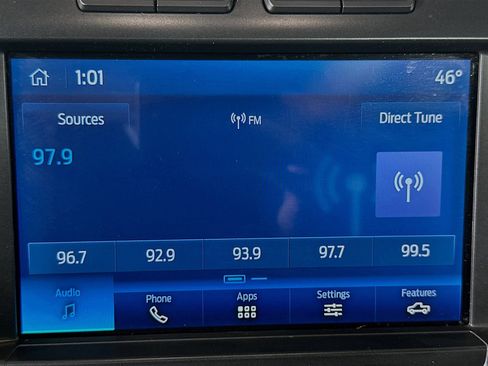 1:01 46°
Sources FM Direct Tune
97.9
96.7 92.9 93.9 97.7 99.5
Audio Phone Apps Settings Features